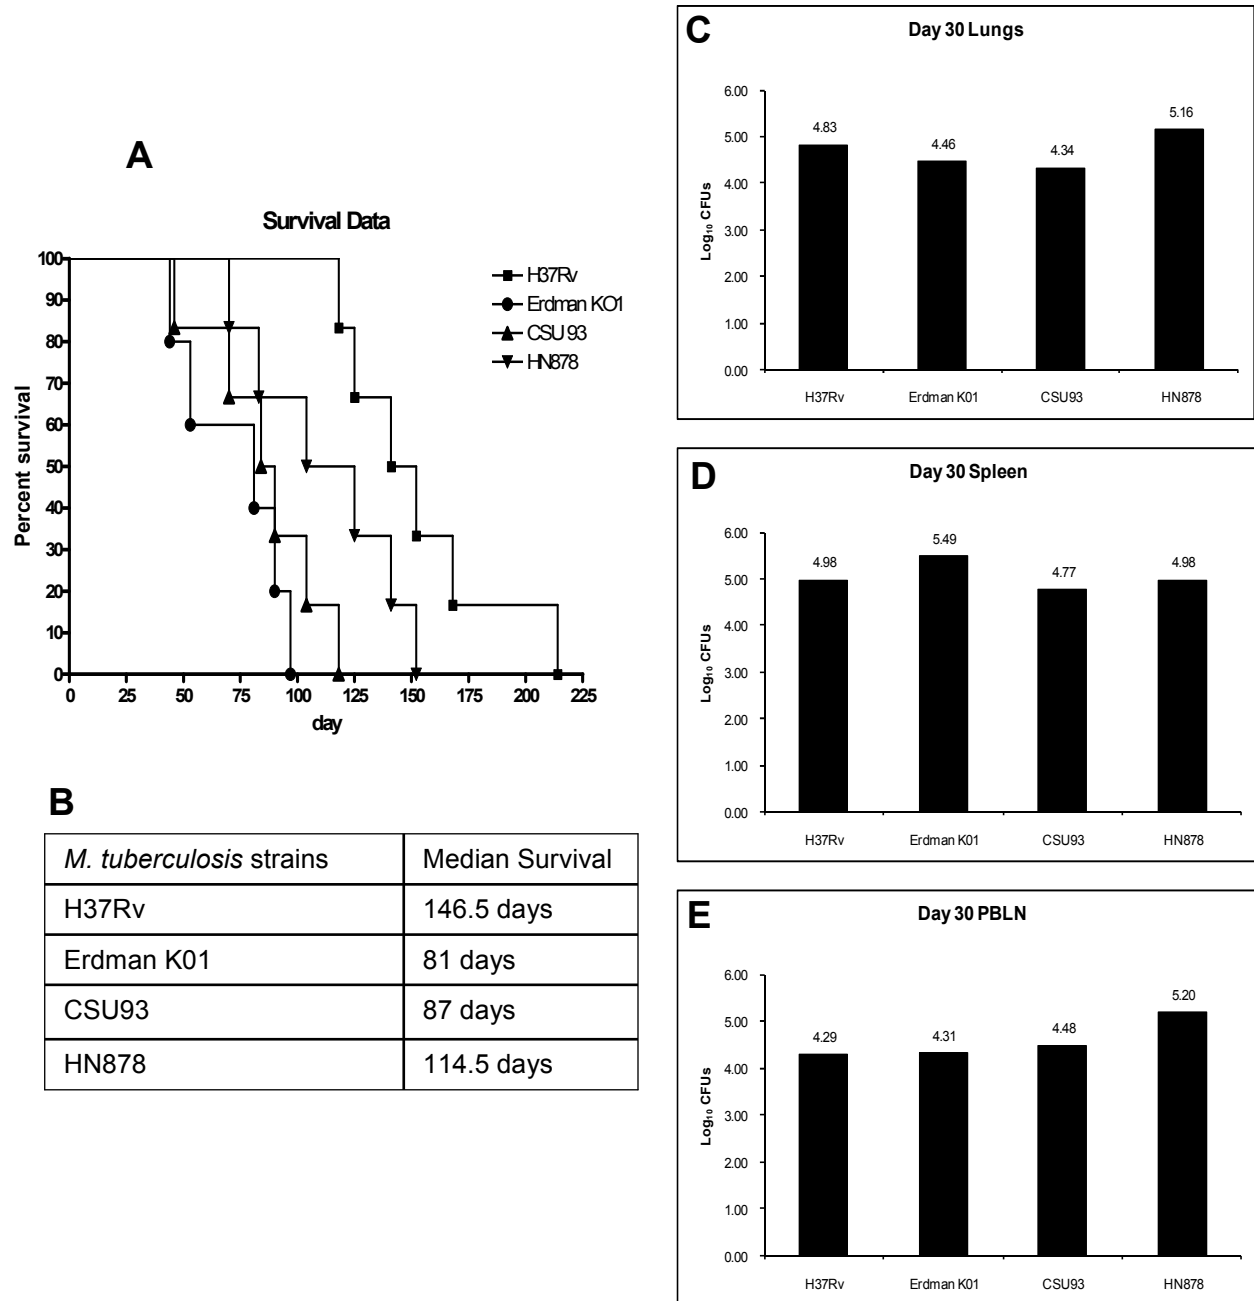 A
Survival Data
100
90
80
70
60
50
40
30
20
10
0
Percent survival
0 25 50 75 100 125 150 175 200 225
day
H37Rv
Erdman KO1
CSU 93
HN878
B
M. tuberculosis strains Median Survival
H37Rv 146.5 days
Erdman K01 81 days
CSU93 87 days
HN878 114.5 days
C
Day 30 Lungs
6.00
5.00
4.00
3.00
2.00
1.00
0.00
Log₁₀ CFUs
4.83 4.46 4.34 5.16
H37Rv Erdman K01 CSU93 HN878
D
Day 30 Spleen
6.00
5.00
4.00
3.00
2.00
1.00
0.00
Log₁₀ CFUs
4.98 5.49 4.77 4.98
H37Rv Erdman K01 CSU93 HN878
E
Day 30 PBLN
6.00
5.00
4.00
3.00
2.00
1.00
0.00
Log₁₀ CFUs
4.29 4.31 4.48 5.20
H37Rv Erdman K01 CSU93 HN878